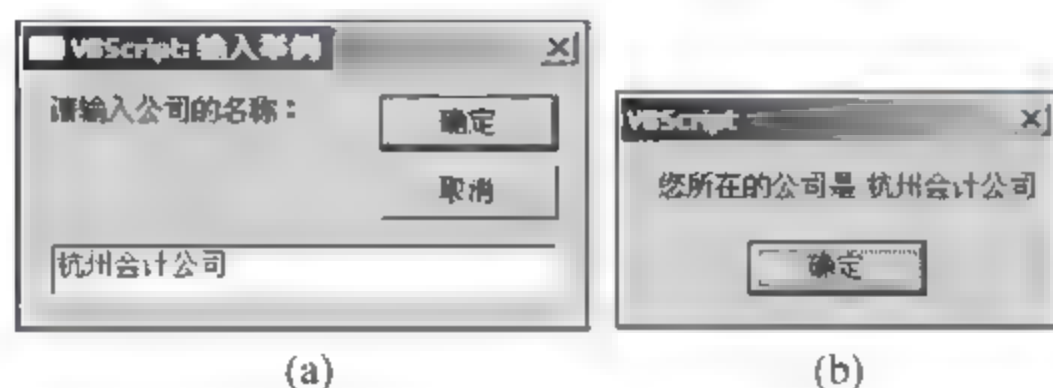 VBScript: 输入举例
请输入公司的名称：
确定
取消
杭州会计公司
(a)
VBScript
您所在的公司是 杭州会计公司
确定
(b)